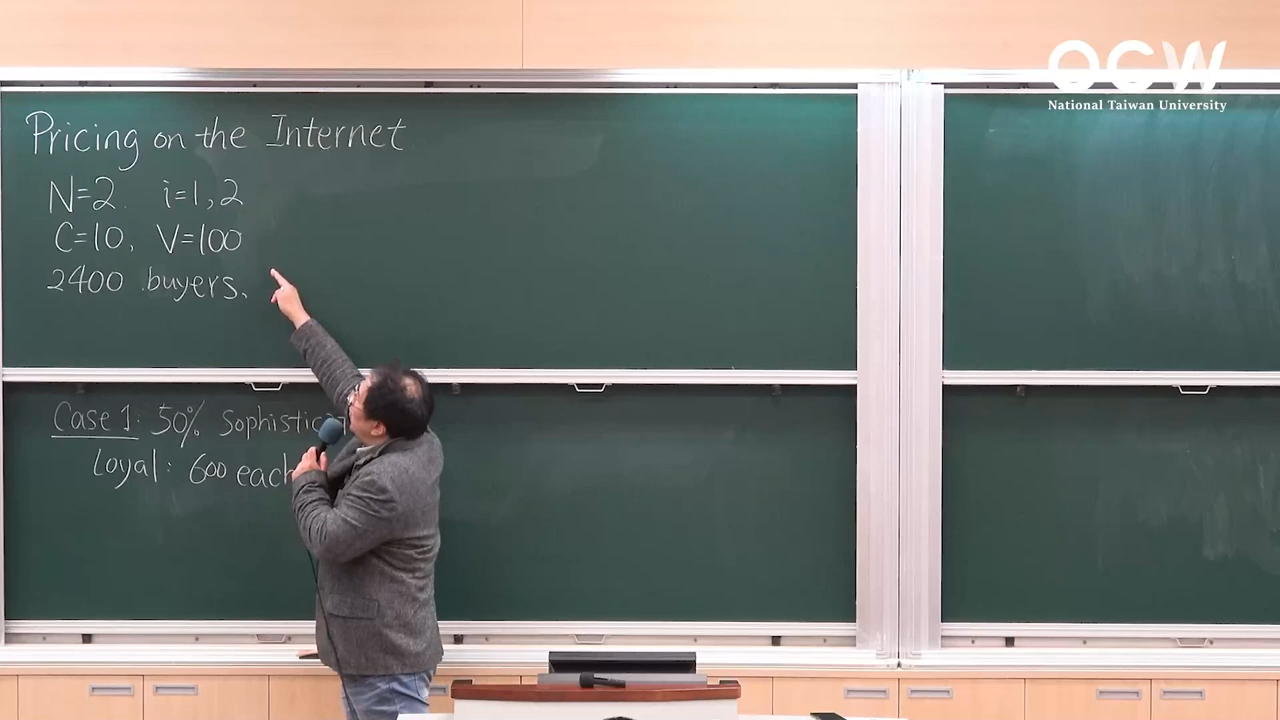 OCW
National Taiwan University
Pricing on the Internet
N=2. i=1,2
C=10, V=100
2400 buyers.
Case 1: 50%
Loyal: 600 each